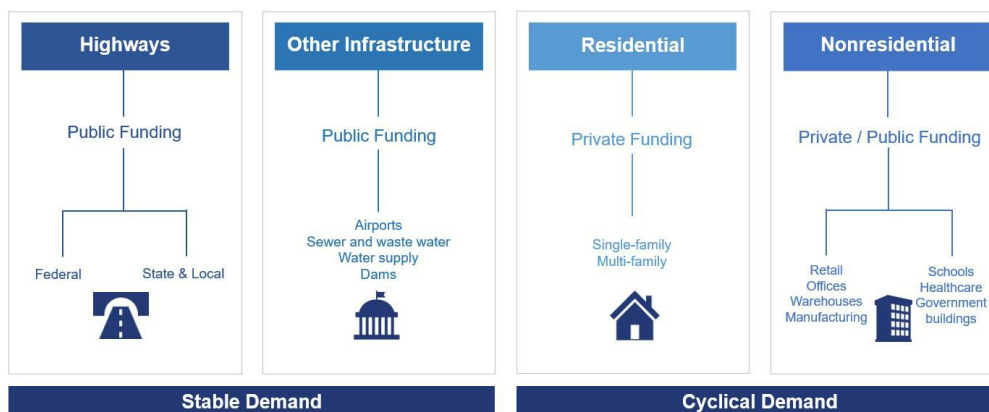 Highways
Public Funding
Federal
State & Local
Other Infrastructure
Public Funding
Airports
Sewer and waste water
Water supply
Dams
Residential
Private Funding
Single-family
Multi-family
Nonresidential
Private / Public Funding
Retail
Offices
Warehouses
Manufacturing
Schools
Healthcare
Government
buildings
Stable Demand
Cyclical Demand